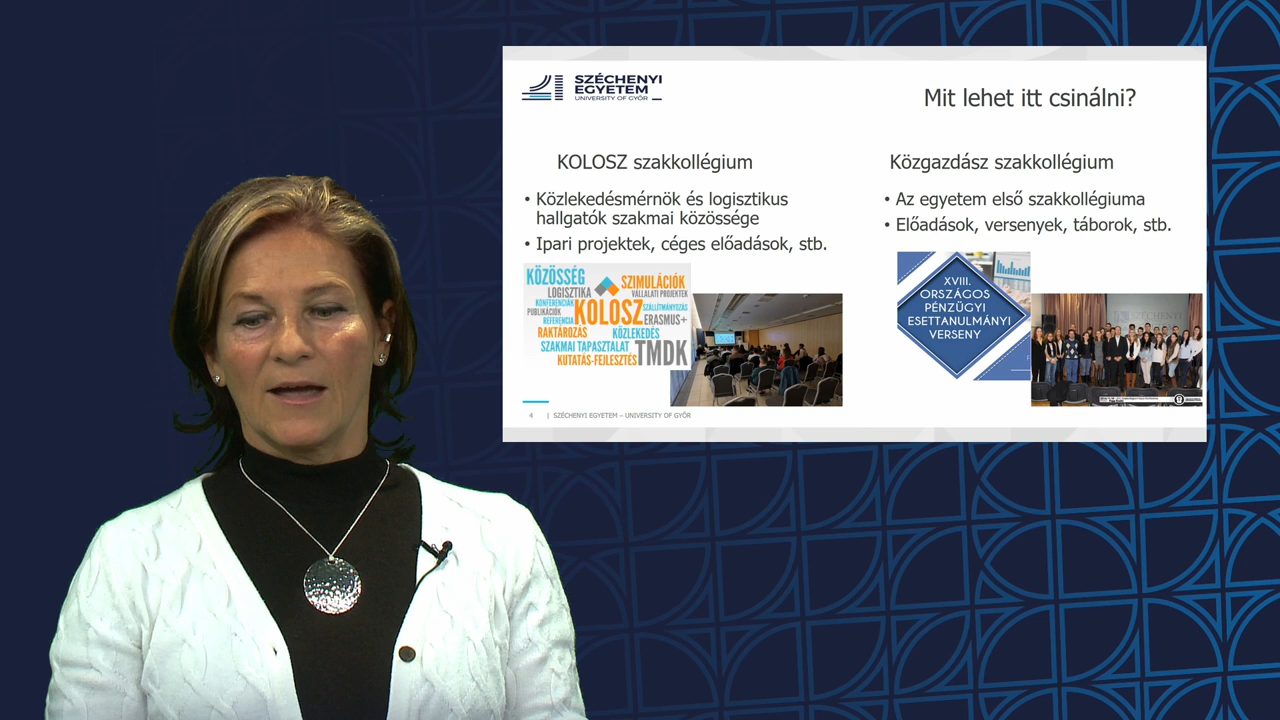 SZÉCHENYI
EGYETEM
UNIVERSITY OF GYŐR
Mit lehet itt csinálni?
KOLOSZ szakkollégium
• Közlekedésmérnök és logisztikus
hallgatók szakmai közössége
• Ipari projektek, céges előadások, stb.
KÖZÖSSÉG
SZIMULÁCIÓK
LOGISZTIKA
VÁLLALATI PROJEKTEK
KONFERENCIÁK
KOLOSZ
SZÁLLÍTMÁNYOZÁS
PUBLIKÁCIÓK
REFERENCIA
ERASMUS+
RAKTÁROZÁS
KÖZLEKEDÉS
SZAKMAI TAPASZTALAT
TMDK
KUTATÁS-FEJLESZTÉS
Közgazdász szakkollégium
• Az egyetem első szakkollégiuma
• Előadások, versenyek, táborok, stb.
XVIII.
ORSZÁGOS
PÉNZÜGYI
ESETTANULMÁNYI
VERSENY
SZÉCHENYI
4 | SZÉCHENYI EGYETEM – UNIVERSITY OF GYŐR